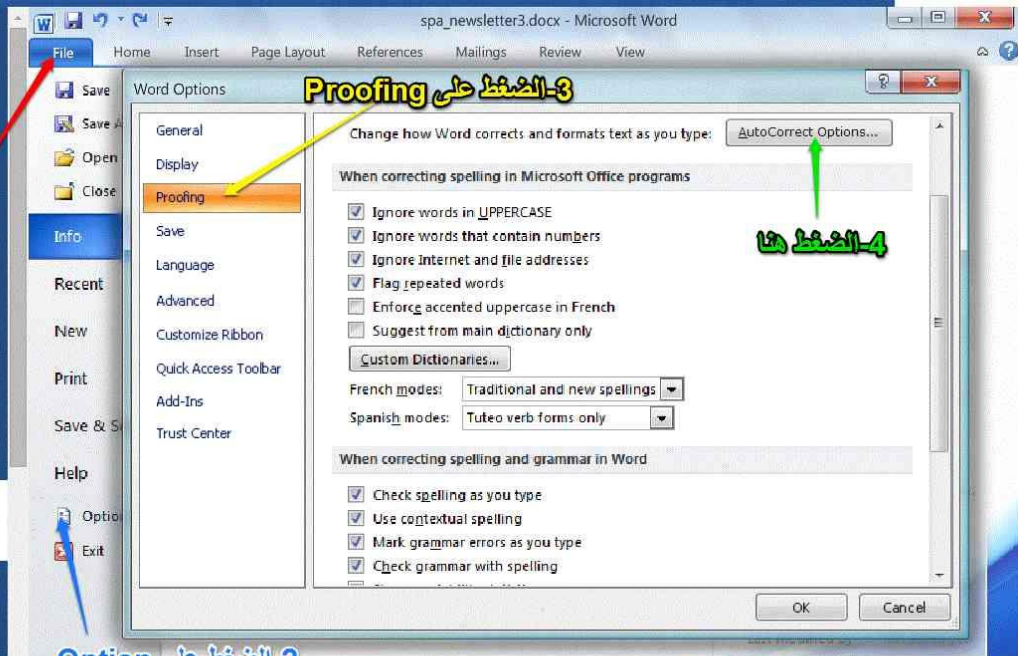 spa_newsletter3.docx - Microsoft Word
File Home Insert Page Layout References Mailings Review View
Save
Save
Open
Close
Info
Recent
New
Print
Save &
Help
Exit
Word Options
3-الضغط على Proofing
General
Display
Proofing
Save
Language
Advanced
Customize Ribbon
Quick Access Toolbar
Add-Ins
Trust Center
Change how Word corrects and formats text as you type: AutoCorrect Options...
4-الضغط هنا
When correcting spelling in Microsoft Office programs
Ignore words in UPPERCASE
Ignore words that contain numbers
Ignore Internet and file addresses
Flag repeated words
Enforce accented uppercase in French
Suggest from main dictionary only
Custom Dictionaries...
French modes: Traditional and new spellings
Spanish modes: Tuteo verb forms only
When correcting spelling and grammar in Word
Check spelling as you type
Use contextual spelling
Mark grammar errors as you type
Check grammar with spelling
OK Cancel
2-الضغط على Option